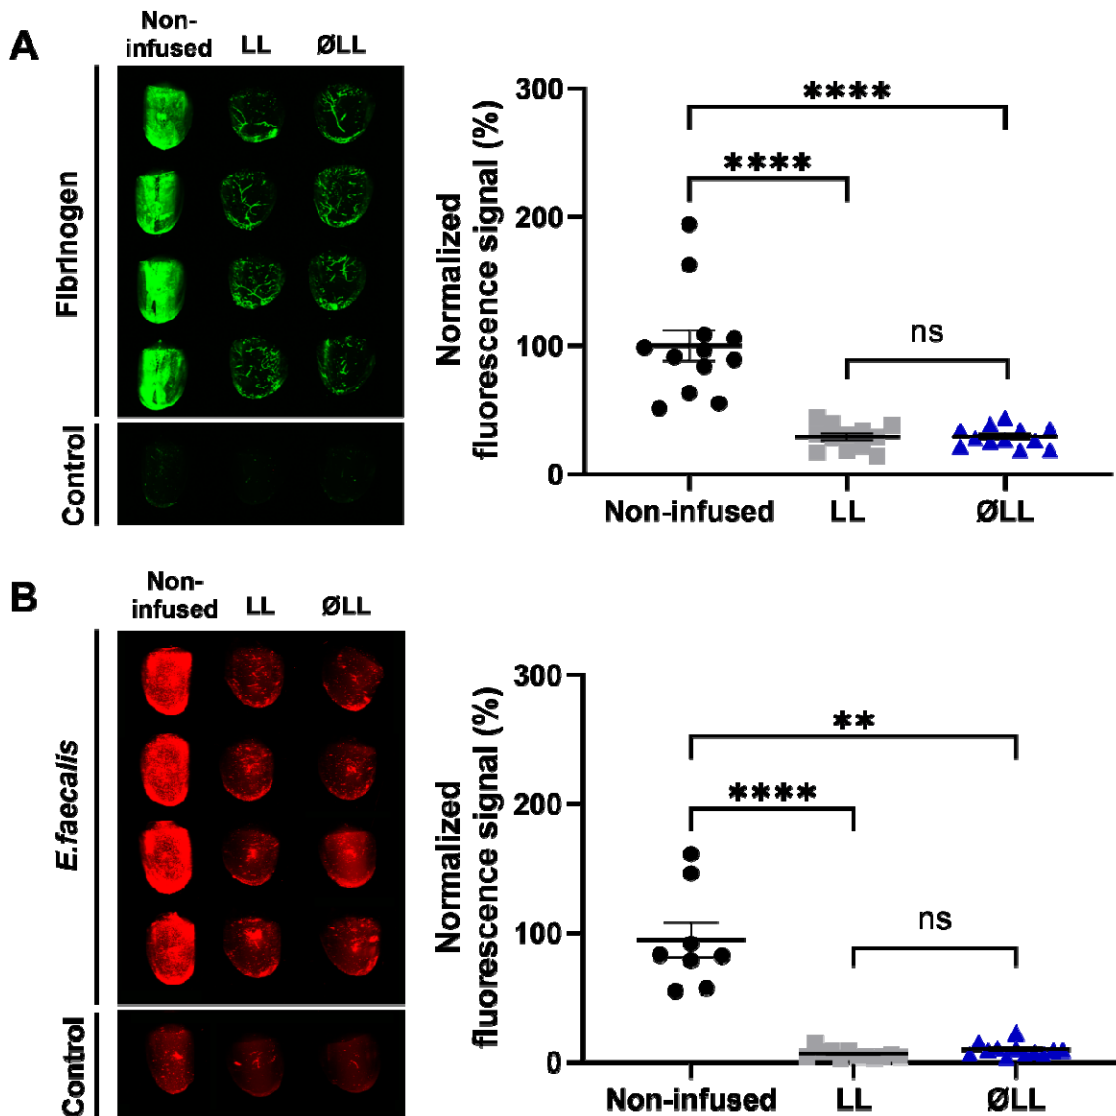 A
Non-
infused LL ØLL
Fibrinogen
Control
Normalized
fluorescence signal (%)
300
200
100
0
****
****
ns
Non-infused LL ØLL
B
Non-
infused LL ØLL
E.faecalis
Control
Normalized
fluorescence signal (%)
300
200
100
0
**
****
ns
Non-infused LL ØLL